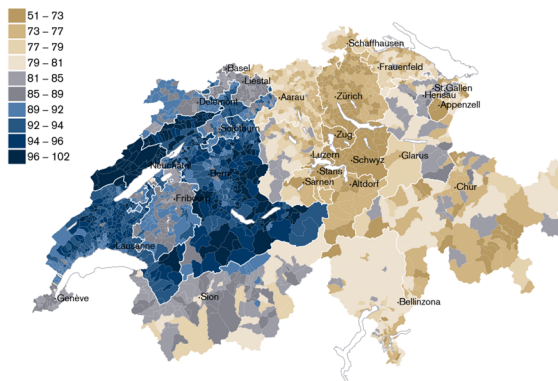 51 – 73
73 – 77
77 – 79
79 – 81
81 – 85
85 – 89
89 – 92
92 – 94
94 – 96
96 – 102
Schaffhausen
Basel
Frauenfeld
Liestal
St.Gallen
Herisau
Aarau
Zürich
Delémont
Appenzell
Solothurn
Zug
Neuchâtel
Luzern
Schwyz
Glarus
Bern
Stans
Sarnen
Altdorf
Chur
Fribourg
Lausanne
Genève
Sion
Bellinzona